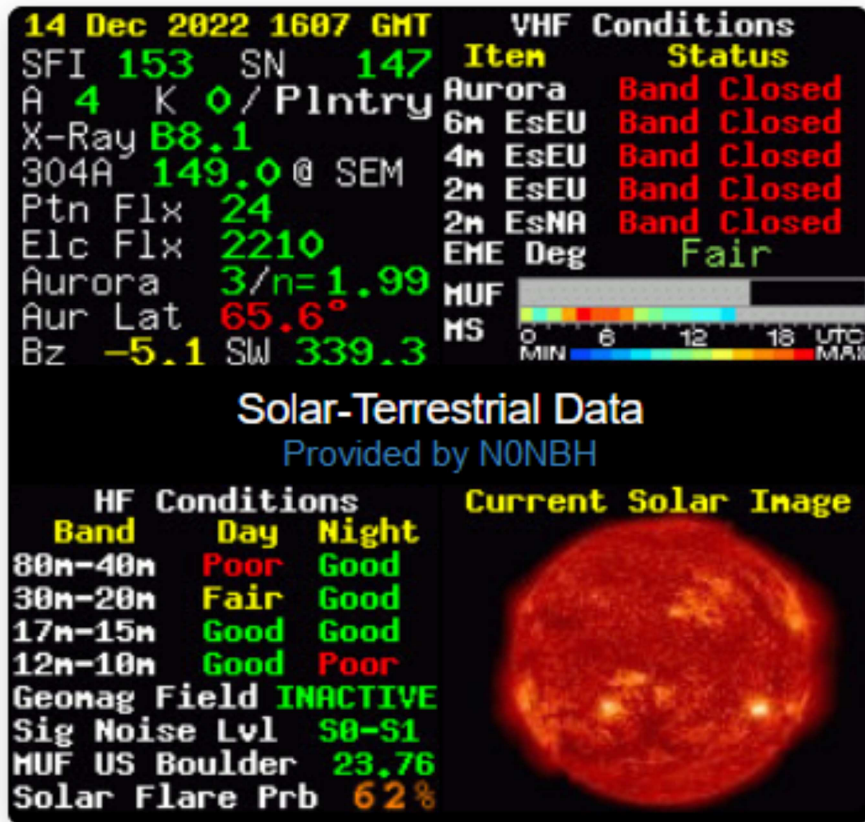 14 Dec 2022 1607 GMT
SFI 153 SN 147
A 4 K 0/Plntry
X-Ray B8.1
304A 149.0@ SEM
Ptn Flx 24
Elc Flx 2210
Aurora 3/n=1.99
Aur Lat 65.6°
Bz -5.1 SW 339.3
VHF Conditions
Item Status
Aurora Band Closed
6m EsEU Band Closed
4m EsEU Band Closed
2m EsEU Band Closed
2m EsNA Band Closed
EME Deg Fair
MUF
MS
0 6 12 18 UTC
MIN MAX
Solar-Terrestrial Data
Provided by N0NBH
HF Conditions
Band Day Night
80m-40m Poor Good
30m-20m Fair Good
17m-15m Good Good
12m-10m Good Poor
Geomag Field INACTIVE
Sig Noise Lvl S0-S1
MUF US Boulder 23.76
Solar Flare Prb 62%
Current Solar Image